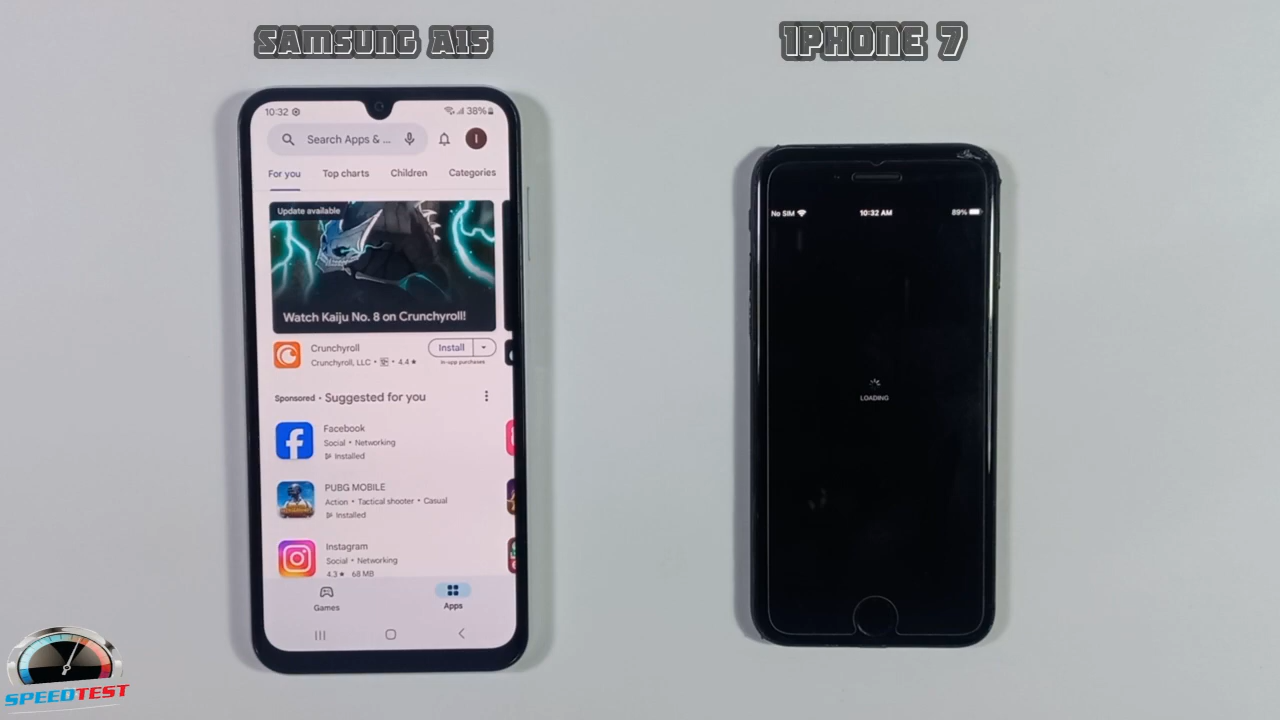 SAMSUNG A15
IPHONE 7
10:32
38%
Search Apps & ...
I
For you
Top charts
Children
Categories
Update available
Watch Kaiju No. 8 on Crunchyroll!
Crunchyroll
Crunchyroll, LLC • 4.4 ★
Install
In-app purchases
Sponsored • Suggested for you
Facebook
Social • Networking
Installed
PUBG MOBILE
Action • Tactical shooter • Casual
Installed
Instagram
Social • Networking
4.3 ★ 68 MB
Games
Apps
No SIM
10:32 AM
89%
LOADING
SPEEDTEST